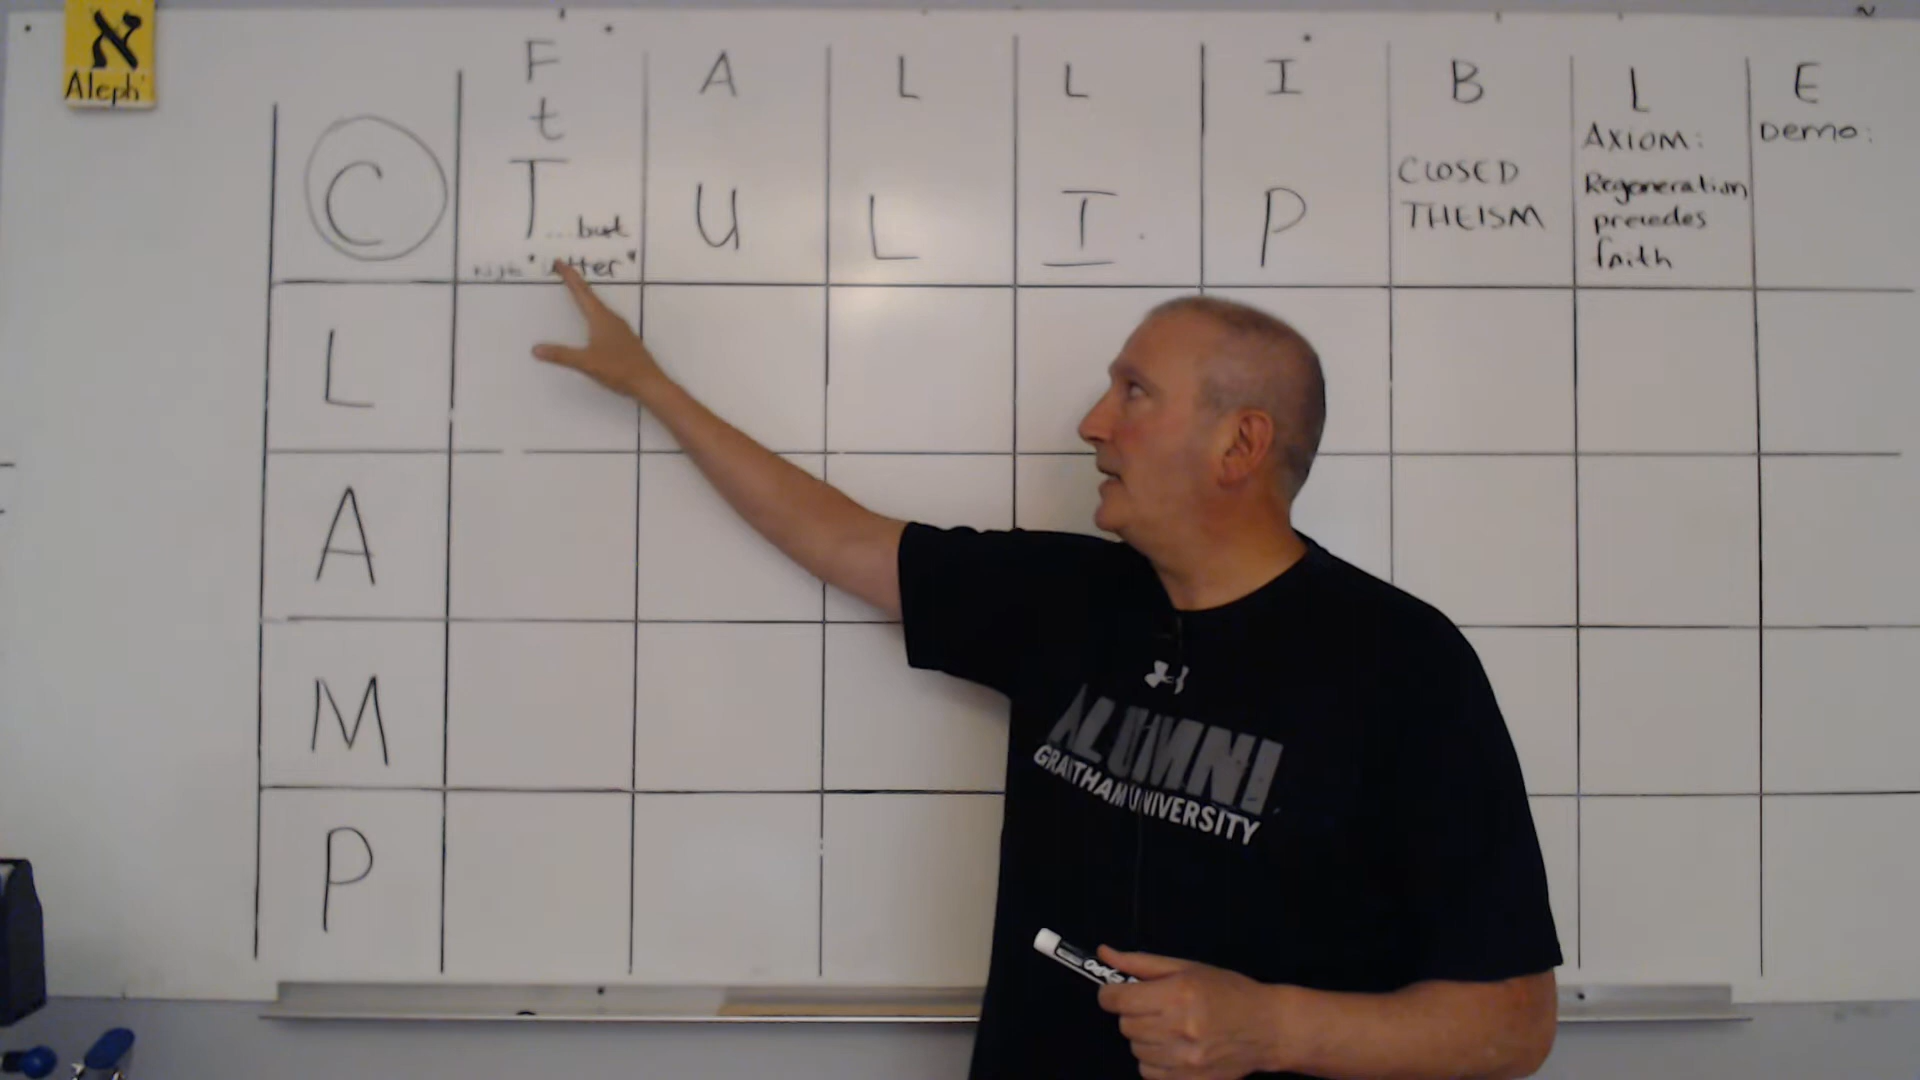 א
Aleph
F A L L I B L E
t
AXIOM: Demo:
C T U L I P CLOSED THEISM Regeneration precedes faith
...but
"utter"
L
A
M
P
ALUMNI
GRANTHAM UNIVERSITY